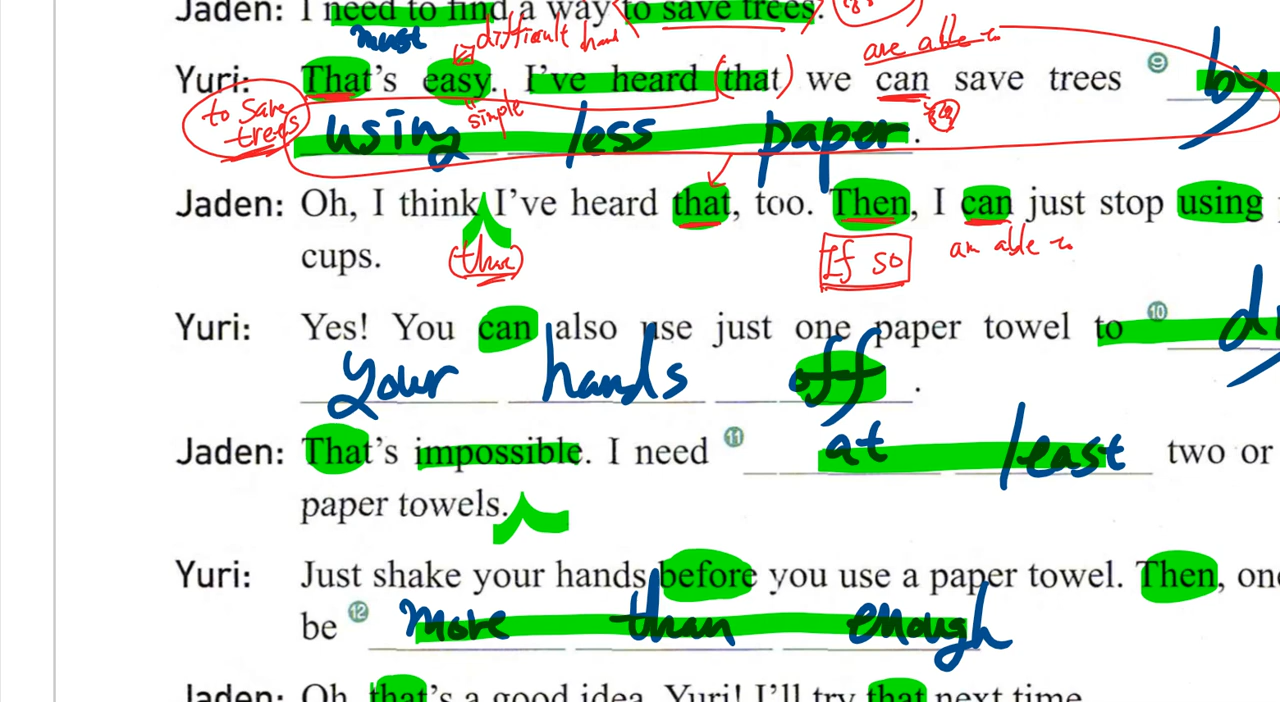 Jaden: I need to find a way (to save trees).
must difficult hard are able to
Yuri: That's easy. I've heard (that) we can save trees ⑨ by
to save trees using simple less paper.
Jaden: Oh, I think I've heard that, too. Then, I can just stop using
cups. (that) If so am able to
Yuri: Yes! You can also use just one paper towel to ⑩
your hands off.
Jaden: That's impossible. I need ⑪ at least two or
paper towels.
Yuri: Just shake your hands before you use a paper towel. Then,
be ⑫ more than enough
Jaden: Oh, that's a good idea, Yuri! I'll try that next time.